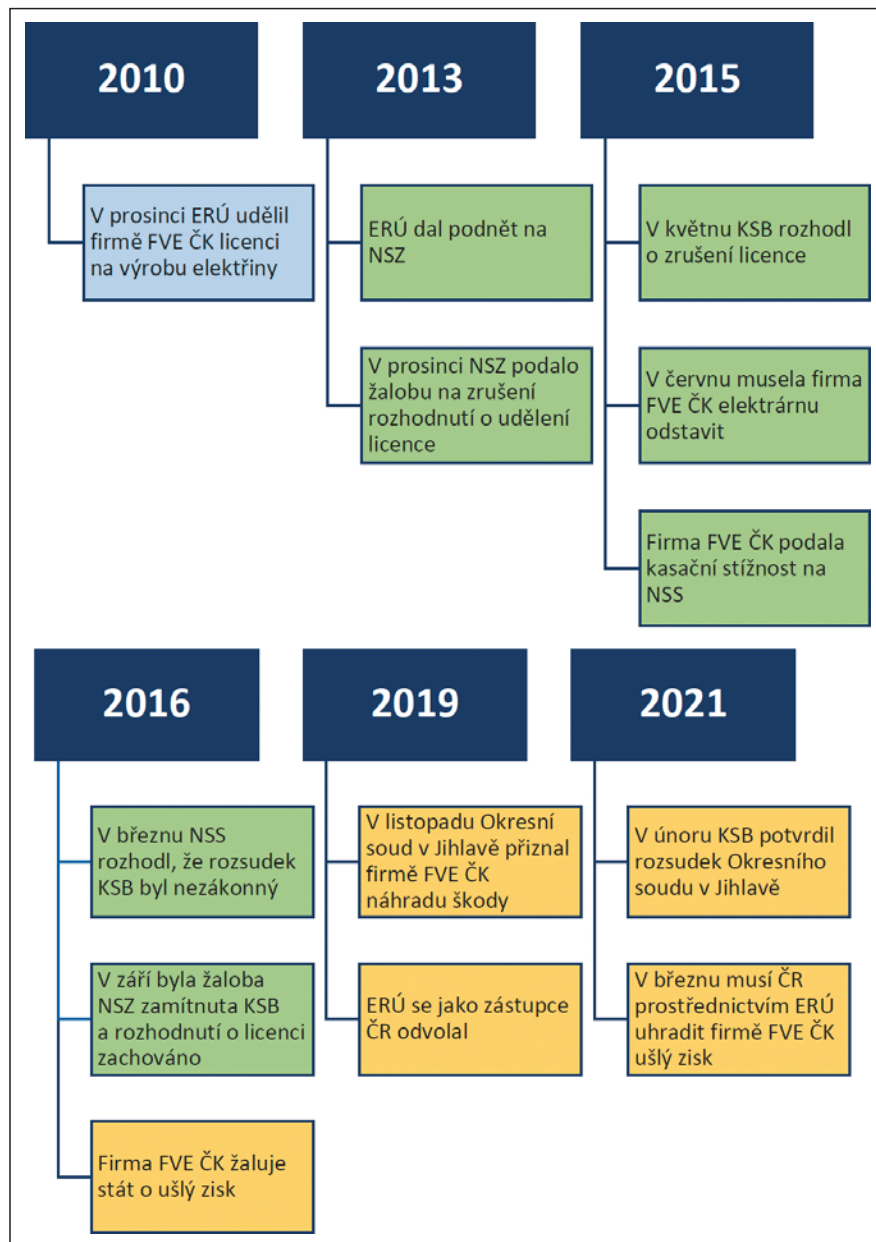 2010
V prosinci ERÚ udělil
firmě FVE ČK licenci
na výrobu elektřiny
2013
ERÚ dal podnět na
NSZ
V prosinci NSZ podalo
žalobu na zrušení
rozhodnutí o udělení
licence
2015
V květnu KSB rozhodl
o zrušení licence
V červnu musela firma
FVE ČK elektrárnu
odstavit
Firma FVE ČK podala
kasační stížnost na
NSS
2016
V březnu NSS
rozhodl, že rozsudek
KSB byl nezákonný
V září byla žaloba
NSZ zamítnuta KSB
a rozhodnutí o licenci
zachováno
Firma FVE ČK žaluje
stát o ušlý zisk
2019
V listopadu Okresní
soud v Jihlavě přiznal
firmě FVE ČK
náhradu škody
ERÚ se jako zástupce
ČR odvolal
2021
V únoru KSB potvrdil
rozsudek Okresního
soudu v Jihlavě
V březnu musí ČR
prostřednictvím ERÚ
uhradit firmě FVE ČK
ušlý zisk